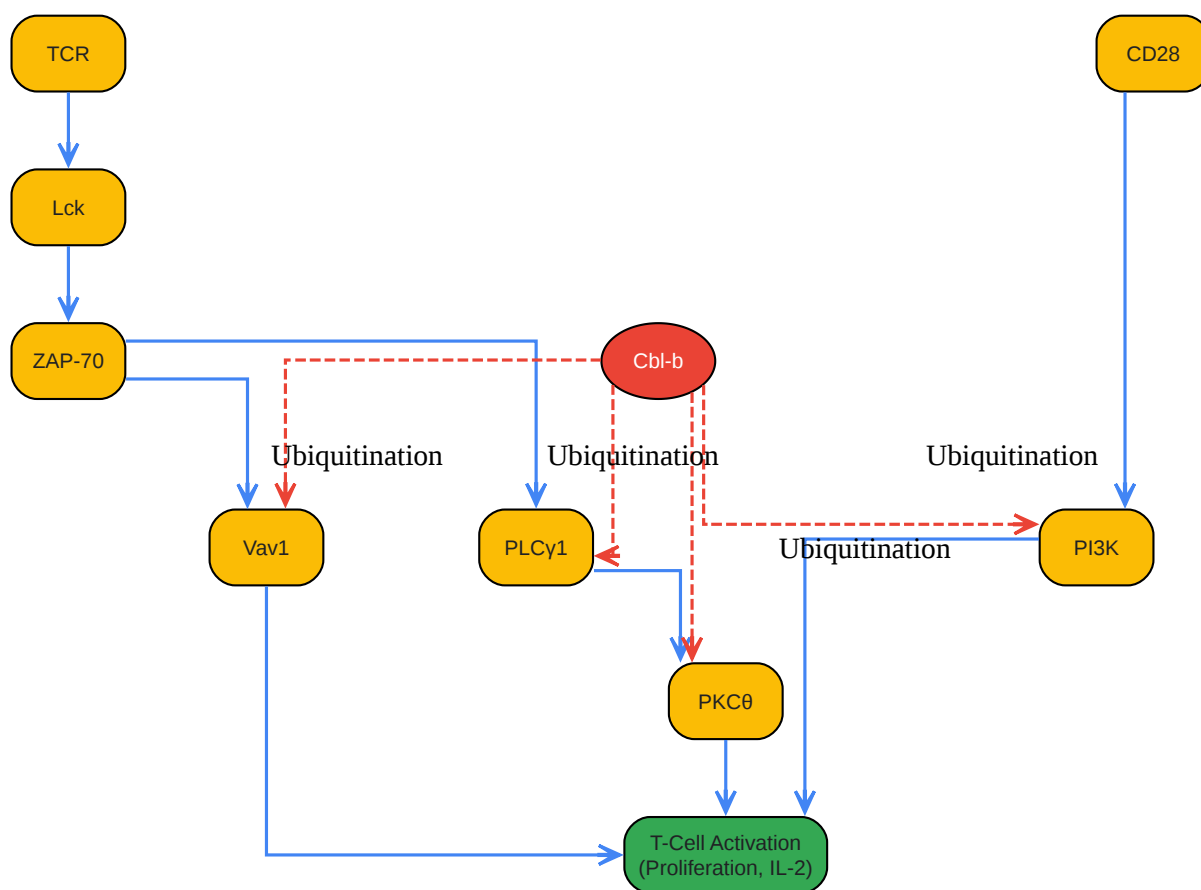 TCR
CD28
Lck
ZAP-70
Cbl-b
Ubiquitination
Ubiquitination
Ubiquitination
Vav1
PLCγ1
Ubiquitination
PI3K
PKCθ
T-Cell Activation
(Proliferation, IL-2)